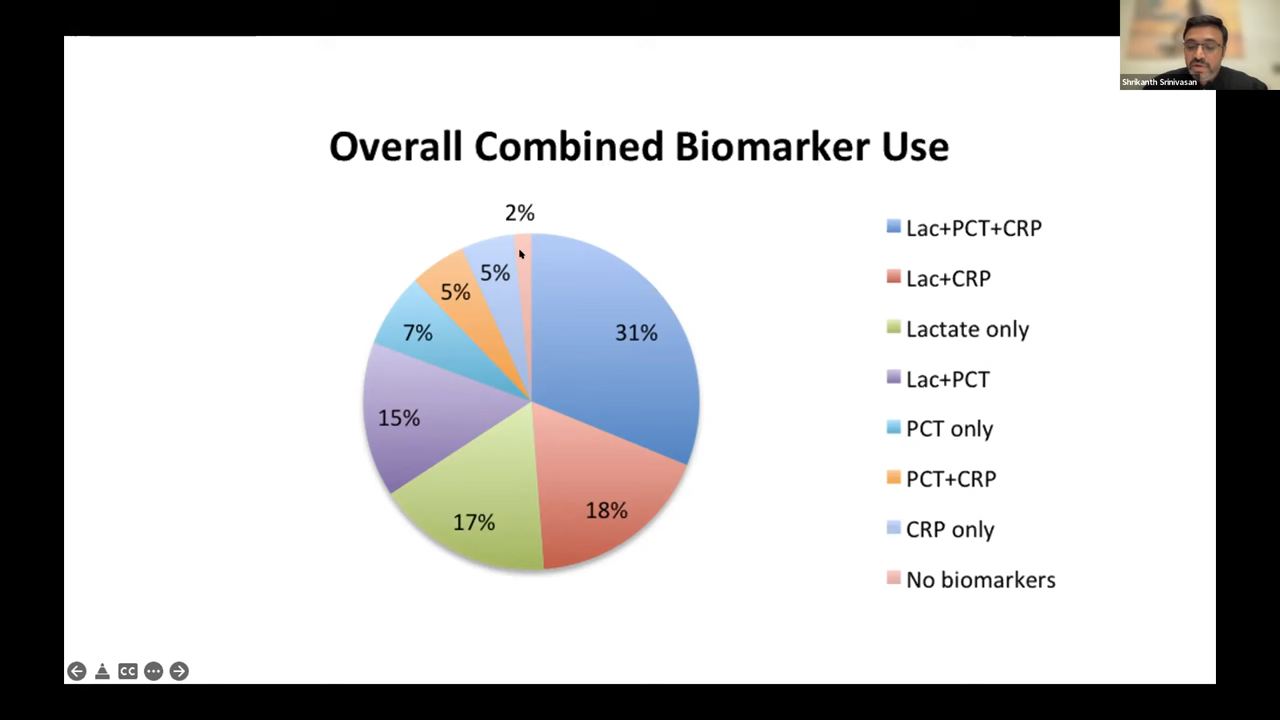 Shrikanth Srinivasan
Overall Combined Biomarker Use
2%
5%
5%
7%
31%
15%
17%
18%
Lac+PCT+CRP
Lac+CRP
Lactate only
Lac+PCT
PCT only
PCT+CRP
CRP only
No biomarkers
CC